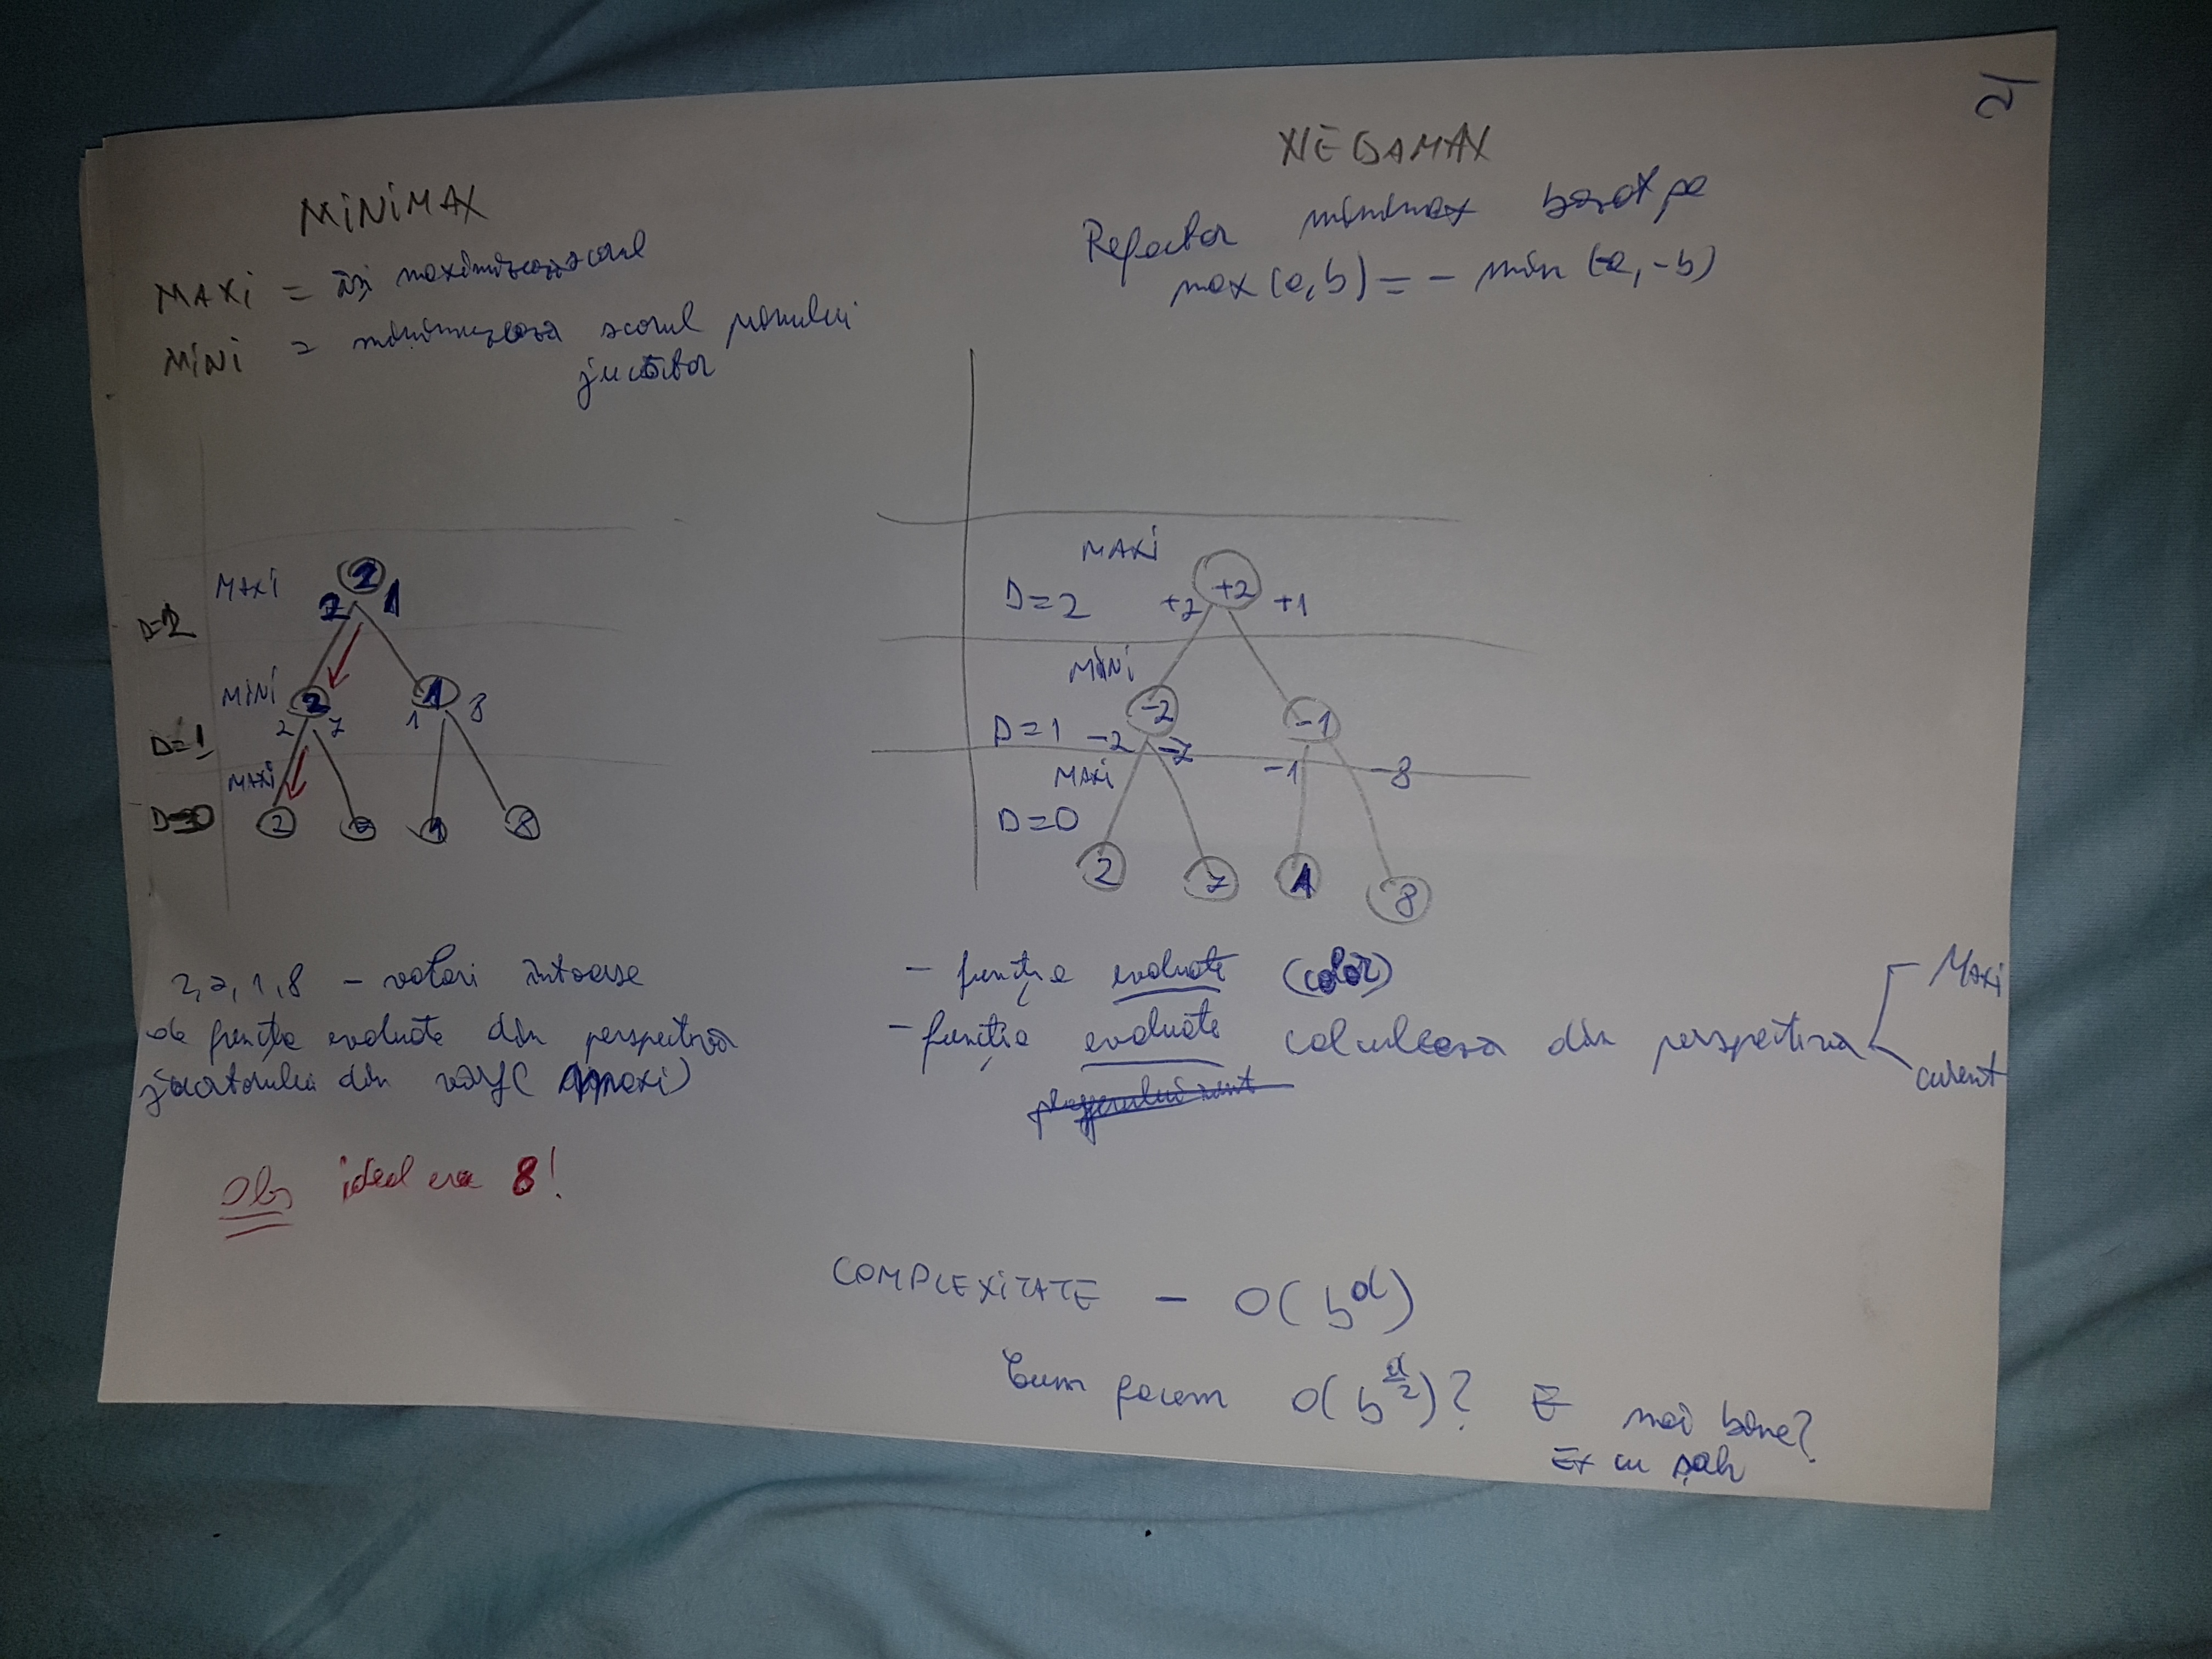 2/
MINIMAX
MAXI = își maximizează scorul
MINI = minimizează scorul primului
jucător
MAXI 2
D=2 2 1
MINI 2 1
D=1 2 7 1 8
MAXI
D=0 2 7 1 8
2, 7, 1, 8 – valori întoarse
de funcția evaluate din perspectiva
jucătorului din vârf (maxi)
Obs ideal era 8!
NEGAMAX
Refactor minimax bazat pe
max(a,b) = - min(-a,-b)
MAXI
D=2 +2 +2 +1
MINI
-2 -1
D=1 -2 -7 -1 -8
MAXI
D=0
2 7 1 8
- funcția evaluate (color)
- funcția evaluate calculează din perspectiva
Maxi
curent
COMPLEXITATE - O(b^d)
Cum facem O(b^d/2)? E mai bine?
Ex cu șah